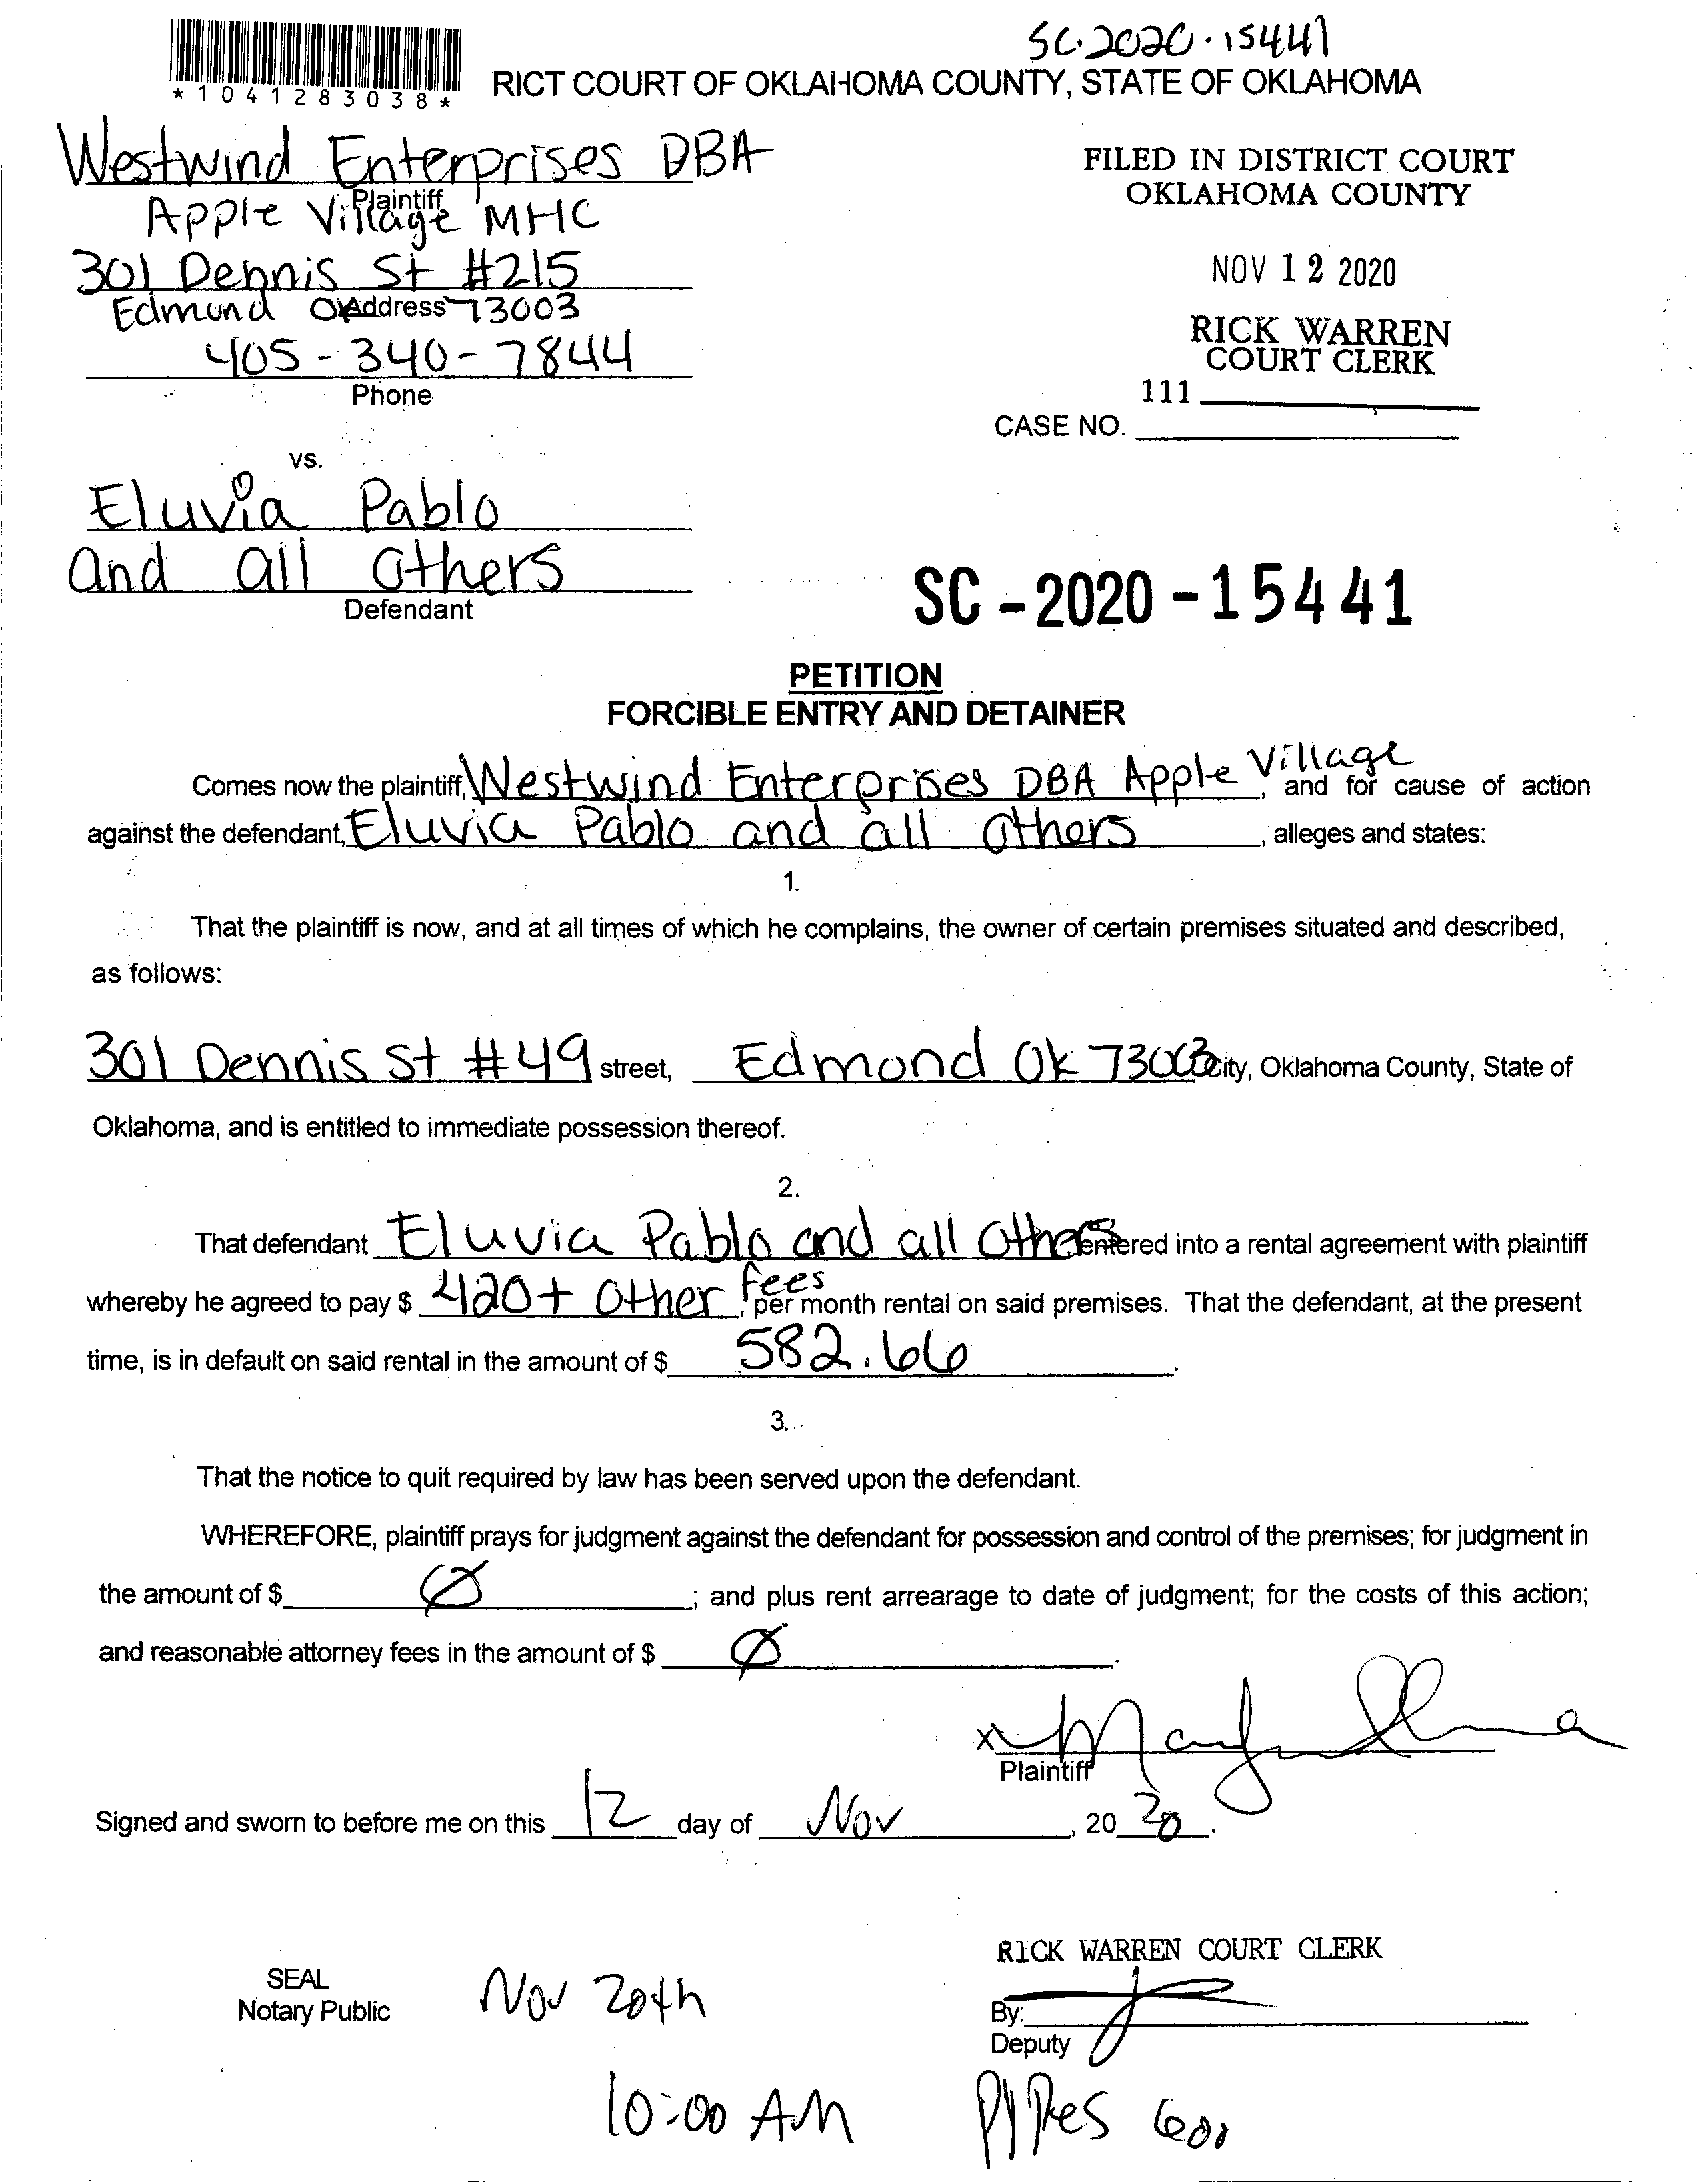 SC-2020-15441
*1041283038*
RICT COURT OF OKLAHOMA COUNTY, STATE OF OKLAHOMA
Westwind Enterprises DBA
Plaintiff
Apple Village MHC
301 Dennis St #215
Edmond OK 73003
Address
405-340-7844
Phone
FILED IN DISTRICT COURT
OKLAHOMA COUNTY
NOV 12 2020
RICK WARREN
COURT CLERK
111
CASE NO.
vs.
Eluvia Pablo
and all others
Defendant
SC-2020-15441
PETITION
FORCIBLE ENTRY AND DETAINER
Comes now the plaintiff, Westwind Enterprises DBA Apple Village, and for cause of action
against the defendant, Eluvia Pablo and all others, alleges and states:
1.
That the plaintiff is now, and at all times of which he complains, the owner of certain premises situated and described,
as follows:
301 Dennis St #49 street, Edmond Ok 73003 City, Oklahoma County, State of
Oklahoma, and is entitled to immediate possession thereof.
2.
That defendant Eluvia Pablo and all others entered into a rental agreement with plaintiff
whereby he agreed to pay $ 420 + other fees, per month rental on said premises. That the defendant, at the present
time, is in default on said rental in the amount of $ 582.66.
3.
That the notice to quit required by law has been served upon the defendant.
WHEREFORE, plaintiff prays for judgment against the defendant for possession and control of the premises; for judgment in
the amount of $ Ø; and plus rent arrearage to date of judgment; for the costs of this action;
and reasonable attorney fees in the amount of $ Ø.
x
Plaintiff
Signed and sworn to before me on this 12 day of Nov, 20 20.
RICK WARREN COURT CLERK
SEAL
Notary Public
Nov 20th
By:
Deputy
10:00 AM